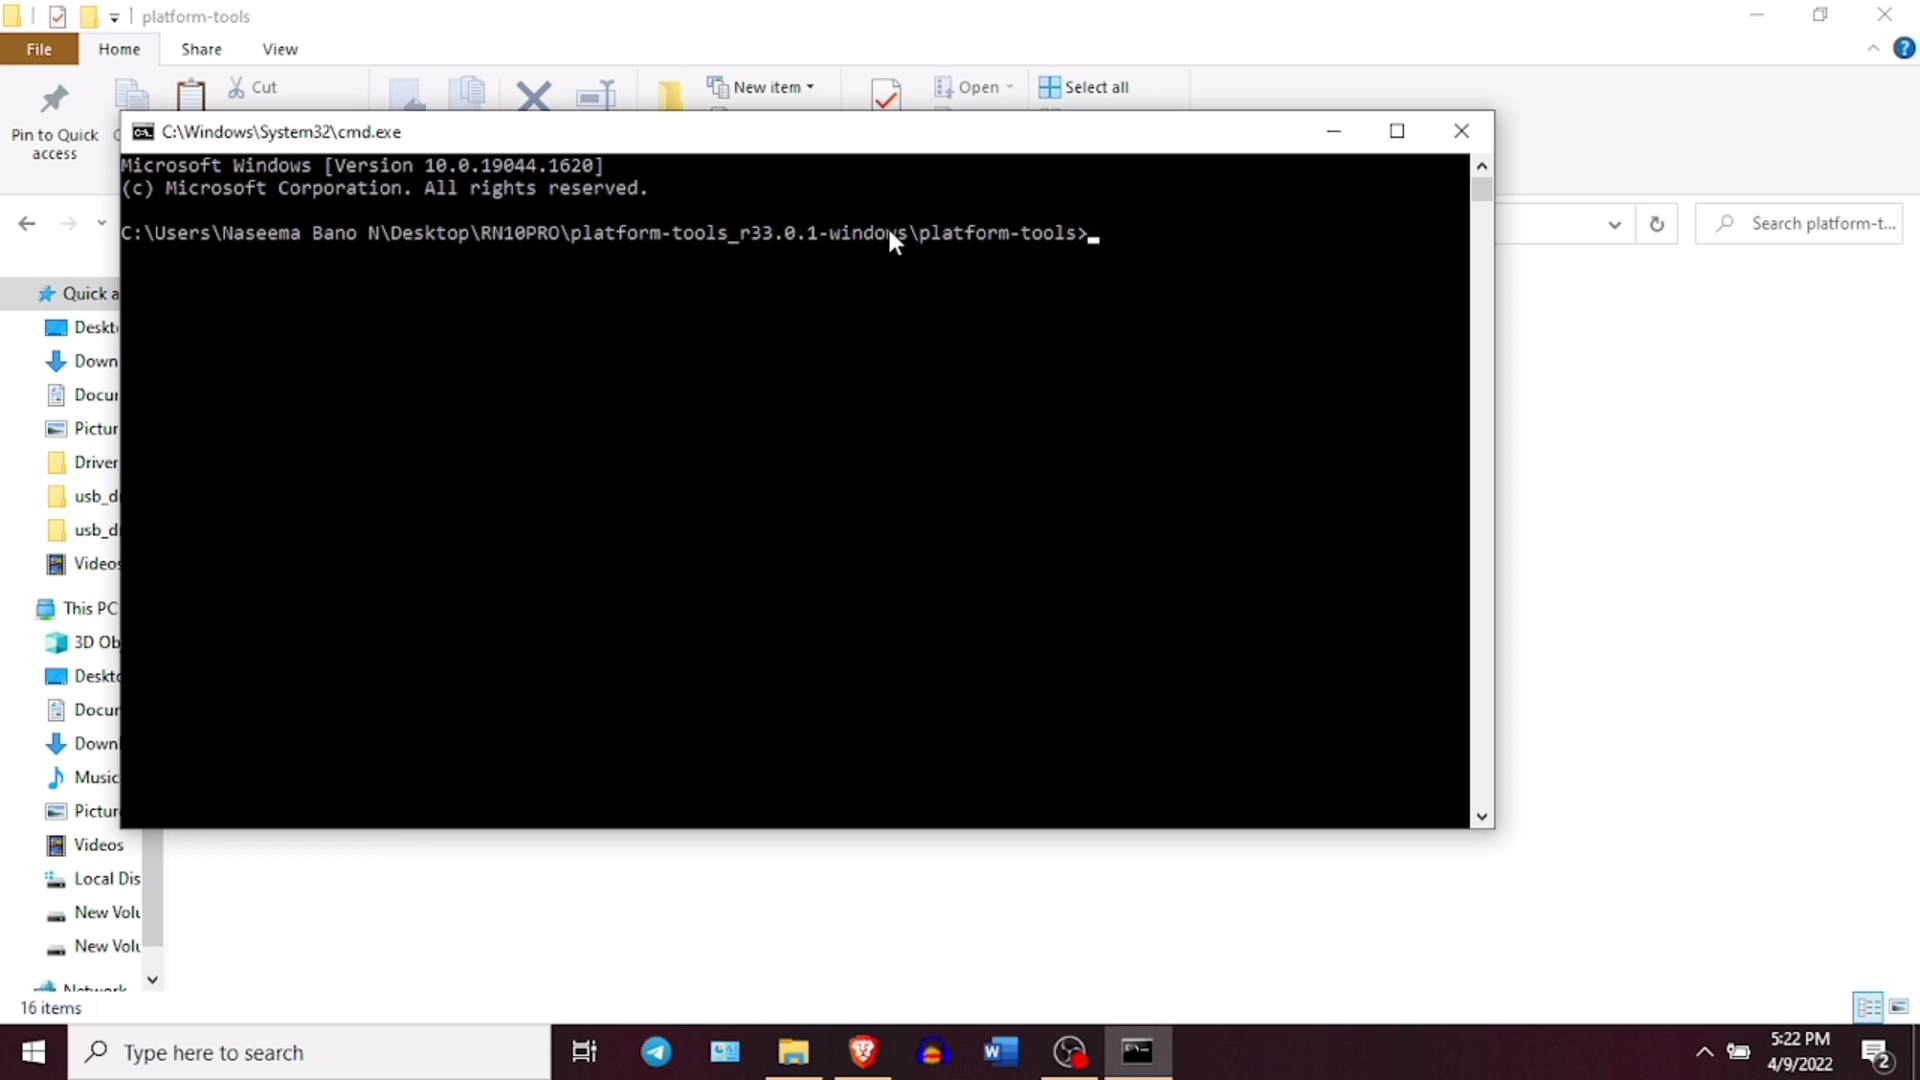 platform-tools
File
Home
Share
View
Cut
New item
Open
Select all
Pin to Quick
access
C:\Windows\System32\cmd.exe
Microsoft Windows [Version 10.0.19044.1620]
(c) Microsoft Corporation. All rights reserved.
C:\Users\Naseema Bano N\Desktop\RN10PRO\platform-tools_r33.0.1-windows\platform-tools>
Search platform-t...
Quick a
Deskt
Down
Docu
Pictur
Driver
usb_d
usb_d
Videos
This PC
3D Ob
Deskt
Docur
Down
Music
Pictur
Videos
Local Dis
New Volu
New Volu
Network
16 items
Type here to search
5:22 PM
4/9/2022
2